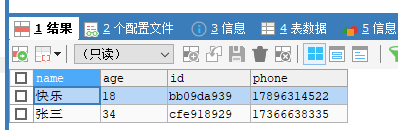 1 结果 2 个配置文件 3 信息 4 表数据 5 信息
（只读）
name age id phone
快乐 18 bb09da939 17896314522
张三 34 cfe918929 17366638335